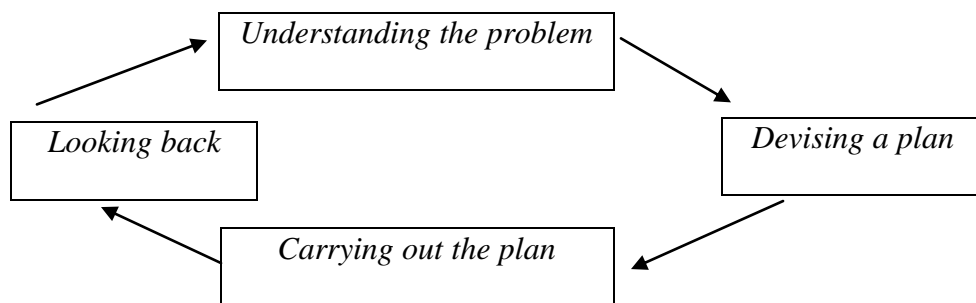 Understanding the problem
Looking back
Devising a plan
Carrying out the plan